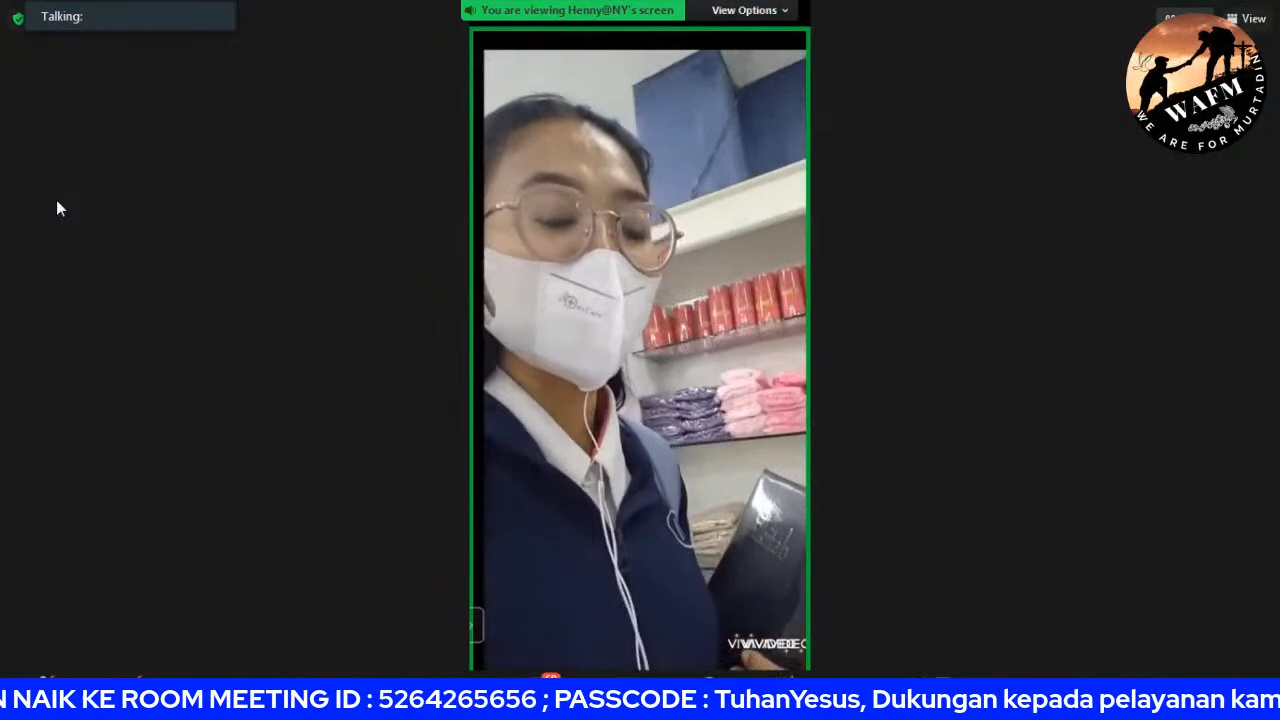 Talking:
You are viewing Henny@NY's screen
View Options
View
WAFM
WE ARE FOR MURTADIN
N NAIK KE ROOM MEETING ID : 5264265656 ; PASSCODE : TuhanYesus, Dukungan kepada pelayanan kam